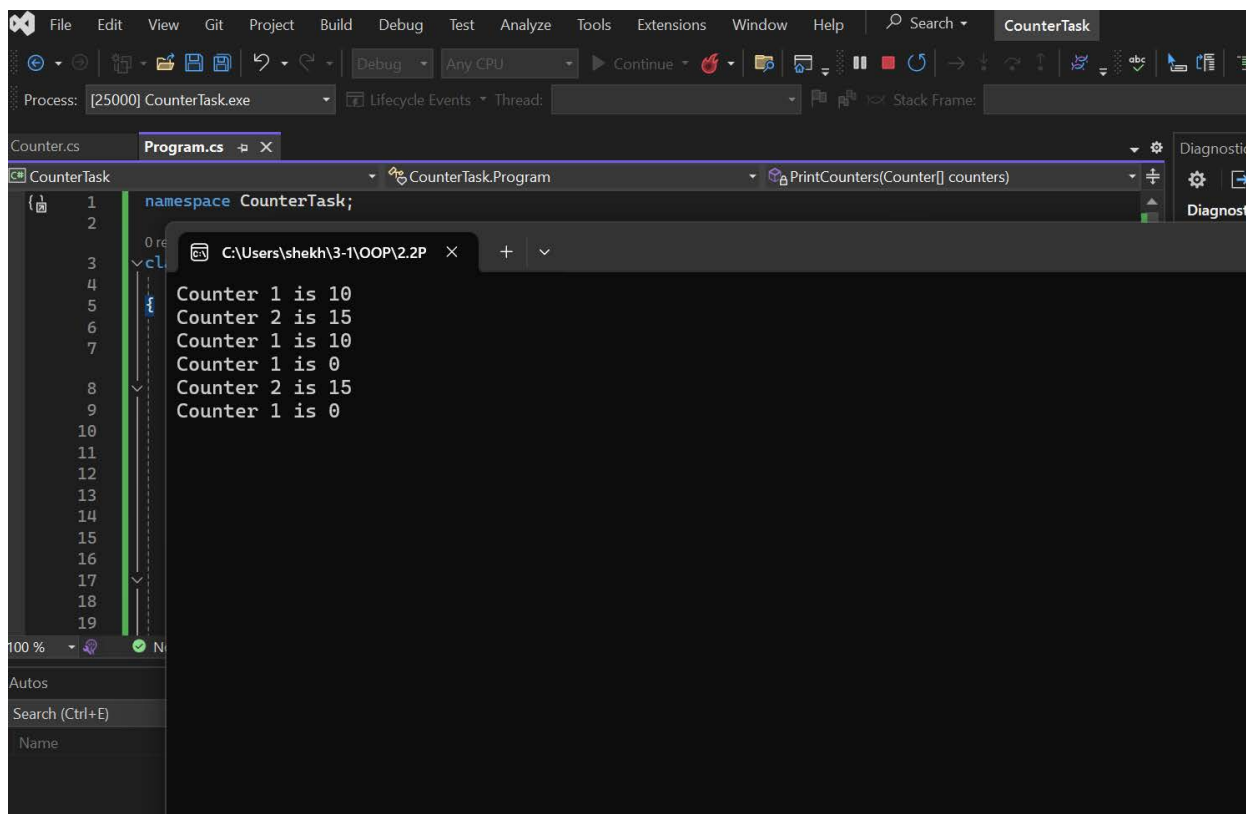 File Edit View Git Project Build Debug Test Analyze Tools Extensions Window Help Search CounterTask
Debug Any CPU Continue
Process: [25000] CounterTask.exe Lifecycle Events Thread: Stack Frame:
Counter.cs Program.cs Diagnostic
CounterTask CounterTask.Program PrintCounters(Counter[] counters)
1 namespace CounterTask;
Diagnost
2
0 re
C:\Users\shekh\3-1\OOP\2.2P
3 cl
4
5 {
6
7
8
9
10
11
12
13
14
15
16
17
18
19
Counter 1 is 10
Counter 2 is 15
Counter 1 is 10
Counter 1 is 0
Counter 2 is 15
Counter 1 is 0
100 % N
Autos
Search (Ctrl+E)
Name